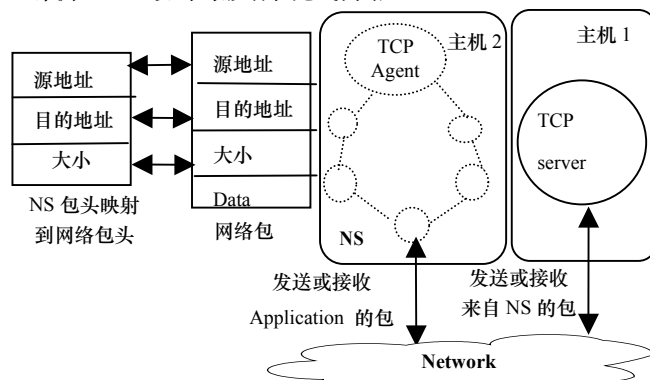 源地址
目的地址
大小
NS 包头映射
到网络包头
源地址
目的地址
大小
Data
网络包
TCP
Agent
主机 2
NS
主机 1
TCP
server
发送或接收
Application 的包
发送或接收
来自 NS 的包
Network